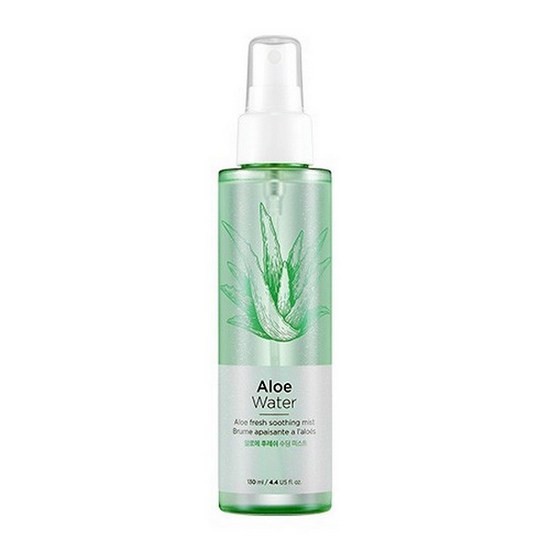 Aloe
Water
Aloe fresh soothing mist
Brume apaisante a l'aloès
알로에 후레쉬 수딩 미스트
130 ml / 4.4 US fl. oz.